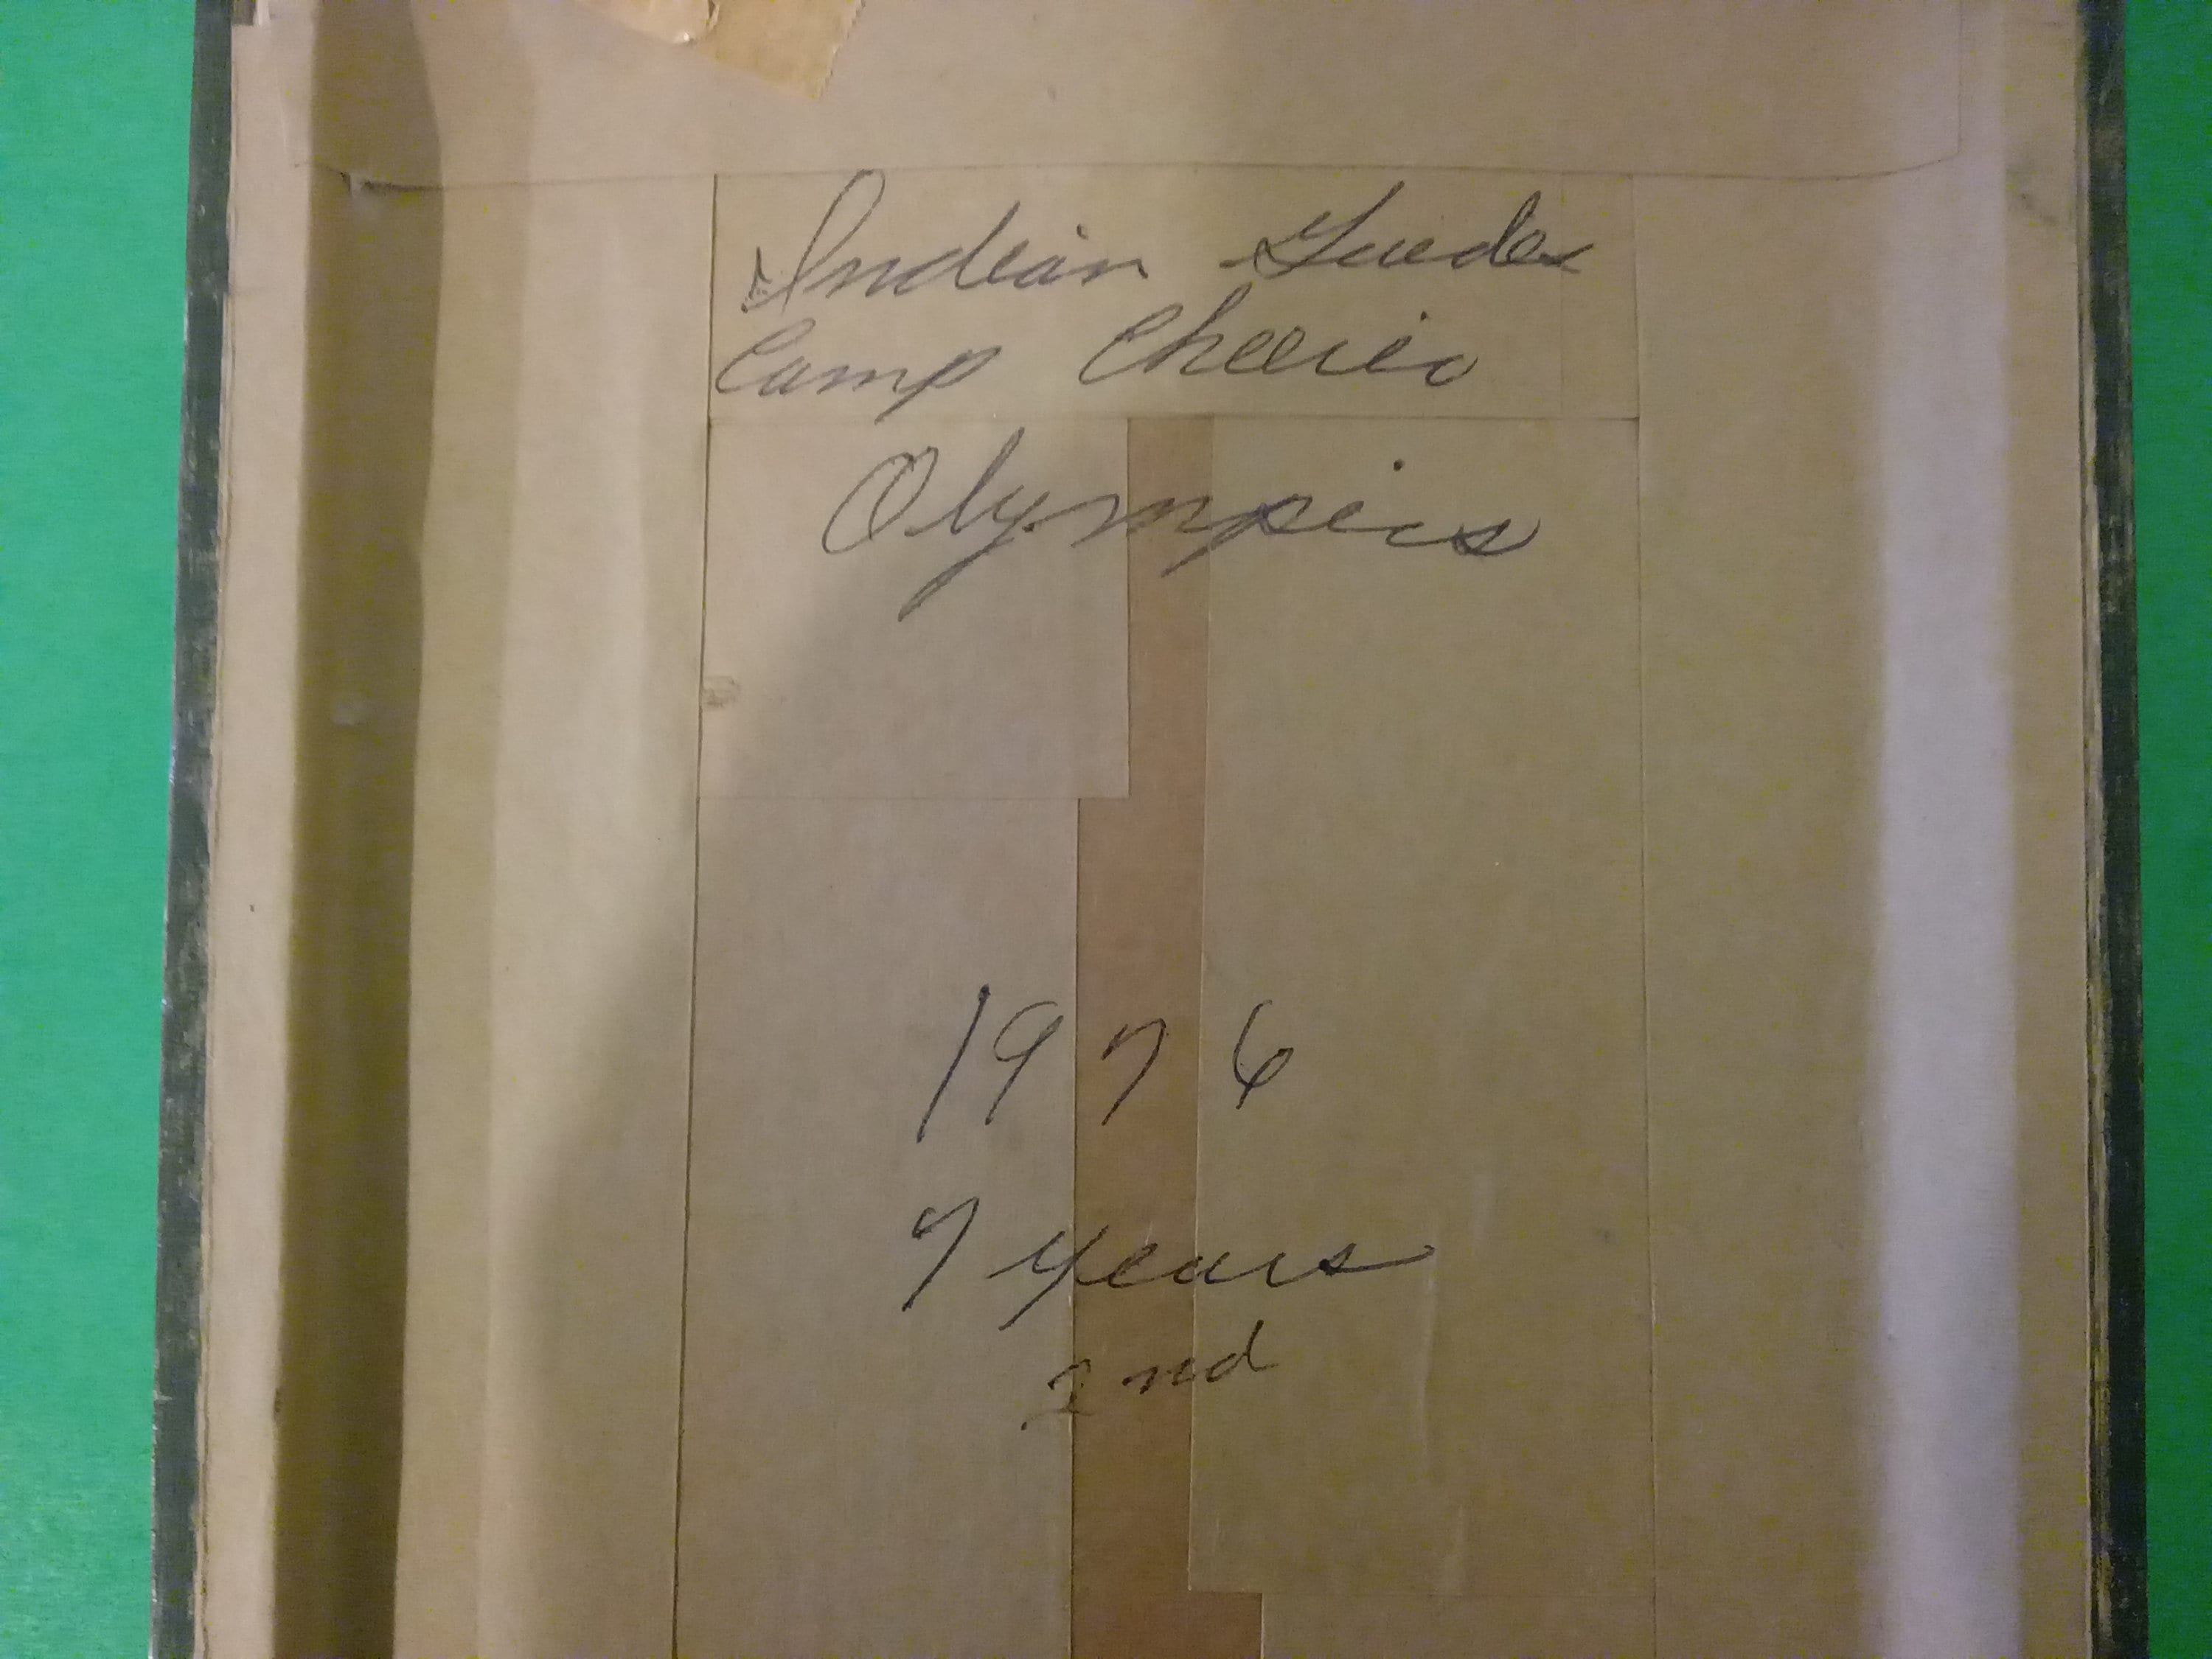 Indian Guides
Camp Cheerio
Olympics
1976
7 years
2nd